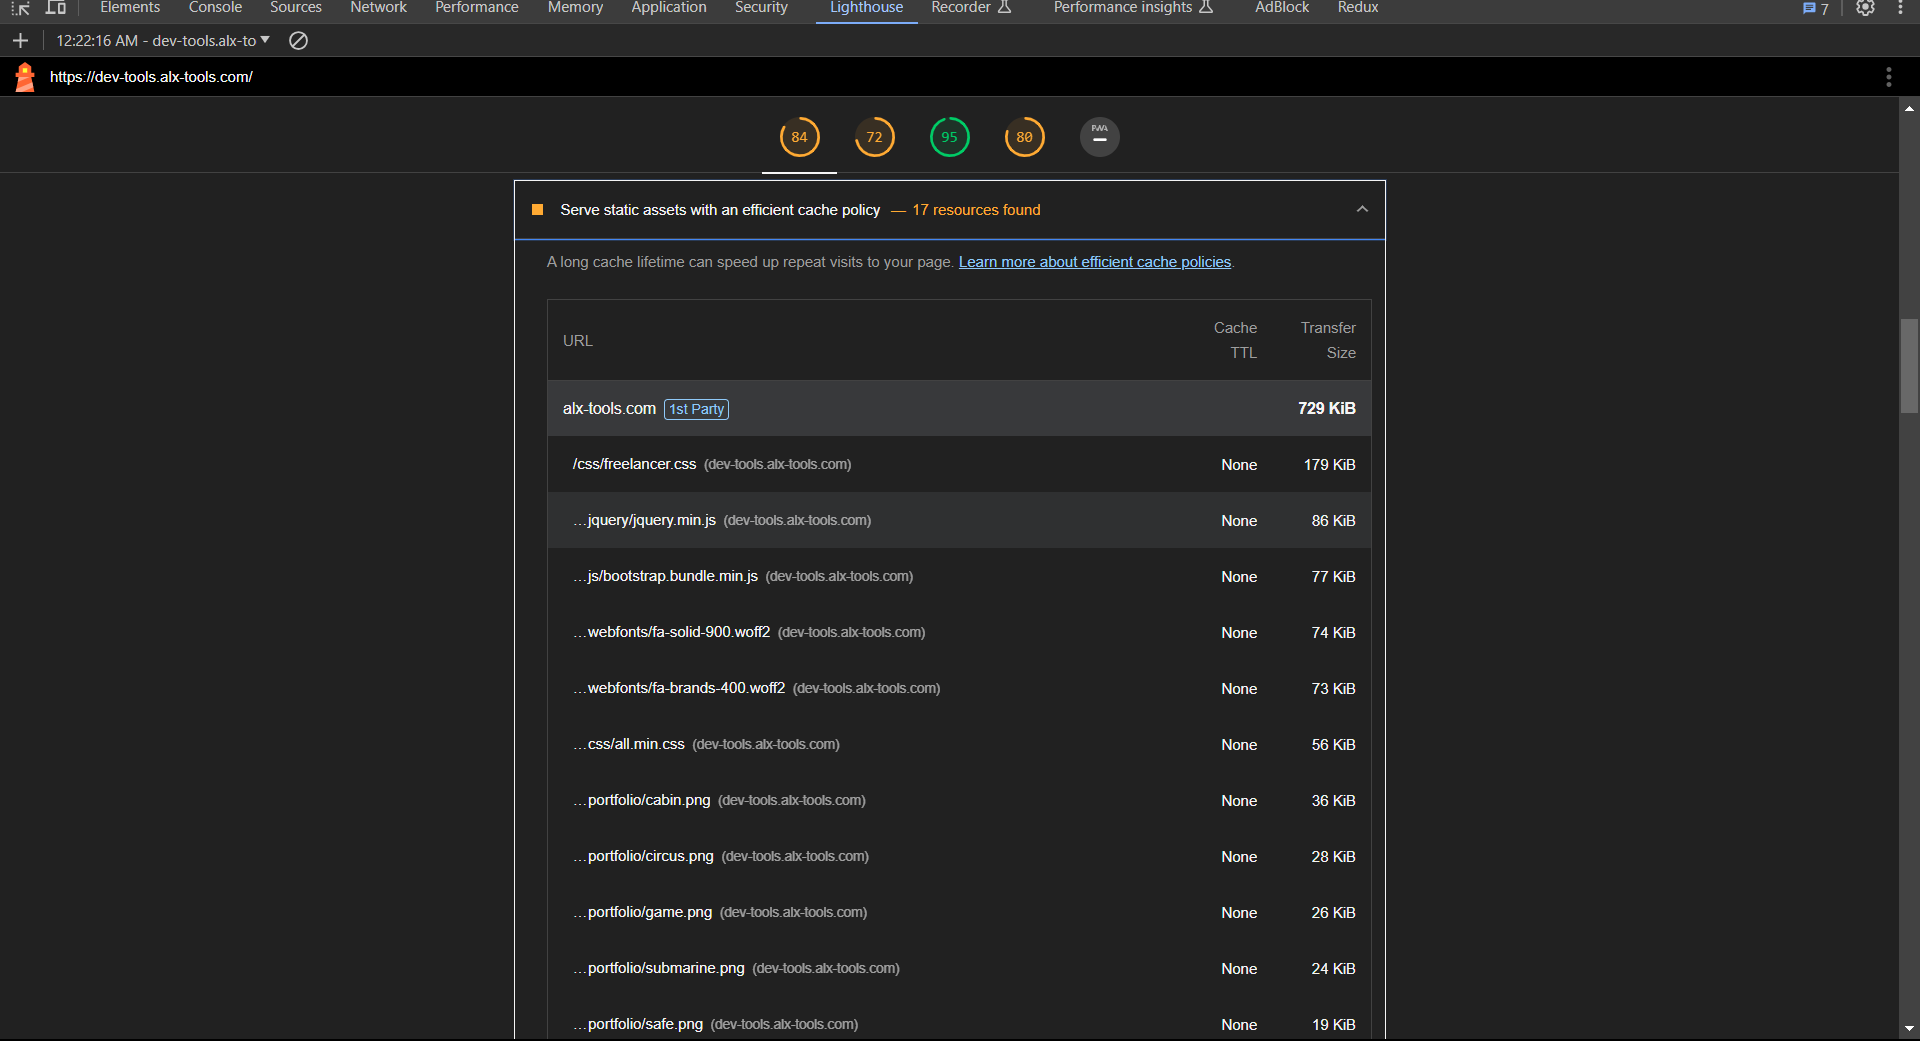 Elements Console Sources Network Performance Memory Application Security Lighthouse Recorder Performance insights AdBlock Redux 7
12:22:16 AM - dev-tools.alx-to
https://dev-tools.alx-tools.com/
84 72 95 80 PWA
Serve static assets with an efficient cache policy — 17 resources found
A long cache lifetime can speed up repeat visits to your page. Learn more about efficient cache policies.
URL Cache TTL Transfer Size
alx-tools.com 1st Party 729 KiB
/css/freelancer.css (dev-tools.alx-tools.com) None 179 KiB
…jquery/jquery.min.js (dev-tools.alx-tools.com) None 86 KiB
…js/bootstrap.bundle.min.js (dev-tools.alx-tools.com) None 77 KiB
…webfonts/fa-solid-900.woff2 (dev-tools.alx-tools.com) None 74 KiB
…webfonts/fa-brands-400.woff2 (dev-tools.alx-tools.com) None 73 KiB
…css/all.min.css (dev-tools.alx-tools.com) None 56 KiB
…portfolio/cabin.png (dev-tools.alx-tools.com) None 36 KiB
…portfolio/circus.png (dev-tools.alx-tools.com) None 28 KiB
…portfolio/game.png (dev-tools.alx-tools.com) None 26 KiB
…portfolio/submarine.png (dev-tools.alx-tools.com) None 24 KiB
…portfolio/safe.png (dev-tools.alx-tools.com) None 19 KiB